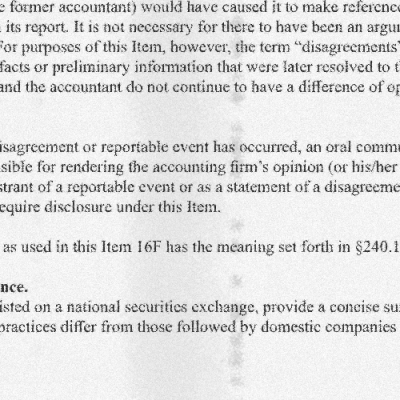 e former accountant) would have caused it to make reference
its report. It is not necessary for there to have been an argu
For purposes of this Item, however, the term “disagreements”
facts or preliminary information that were later resolved to t
and the accountant do not continue to have a difference of op
isagreement or reportable event has occurred, an oral commu
sible for rendering the accounting firm’s opinion (or his/her
strant of a reportable event or as a statement of a disagreeme
equire disclosure under this Item.
as used in this Item 16F has the meaning set forth in §240.1
nce.
isted on a national securities exchange, provide a concise su
practices differ from those followed by domestic companies